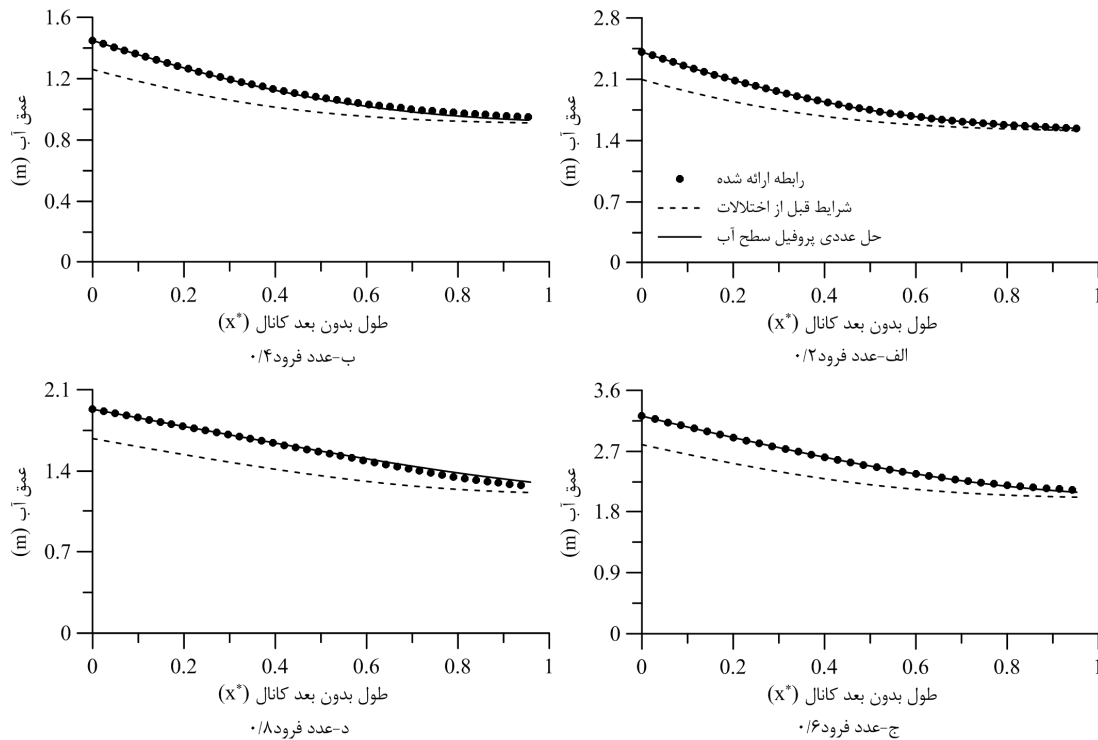 2.8
2.1
1.4
0.7
0
عمق آب (m)
رابطه ارائه شده
شرایط قبل از اختلالات
حل عددی پروفیل سطح آب
0 0.2 0.4 0.6 0.8 1
طول بدون بعد کانال (x*)
الف-عدد فرود۰/۲
1.6
1.2
0.8
0.4
0
عمق آب (m)
0 0.2 0.4 0.6 0.8 1
طول بدون بعد کانال (x*)
ب-عدد فرود۰/۴
3.6
2.7
1.8
0.9
0
عمق آب (m)
0 0.2 0.4 0.6 0.8 1
طول بدون بعد کانال (x*)
ج-عدد فرود۰/۶
2.1
1.4
0.7
0
عمق آب (m)
0 0.2 0.4 0.6 0.8 1
طول بدون بعد کانال (x*)
د-عدد فرود۰/۸